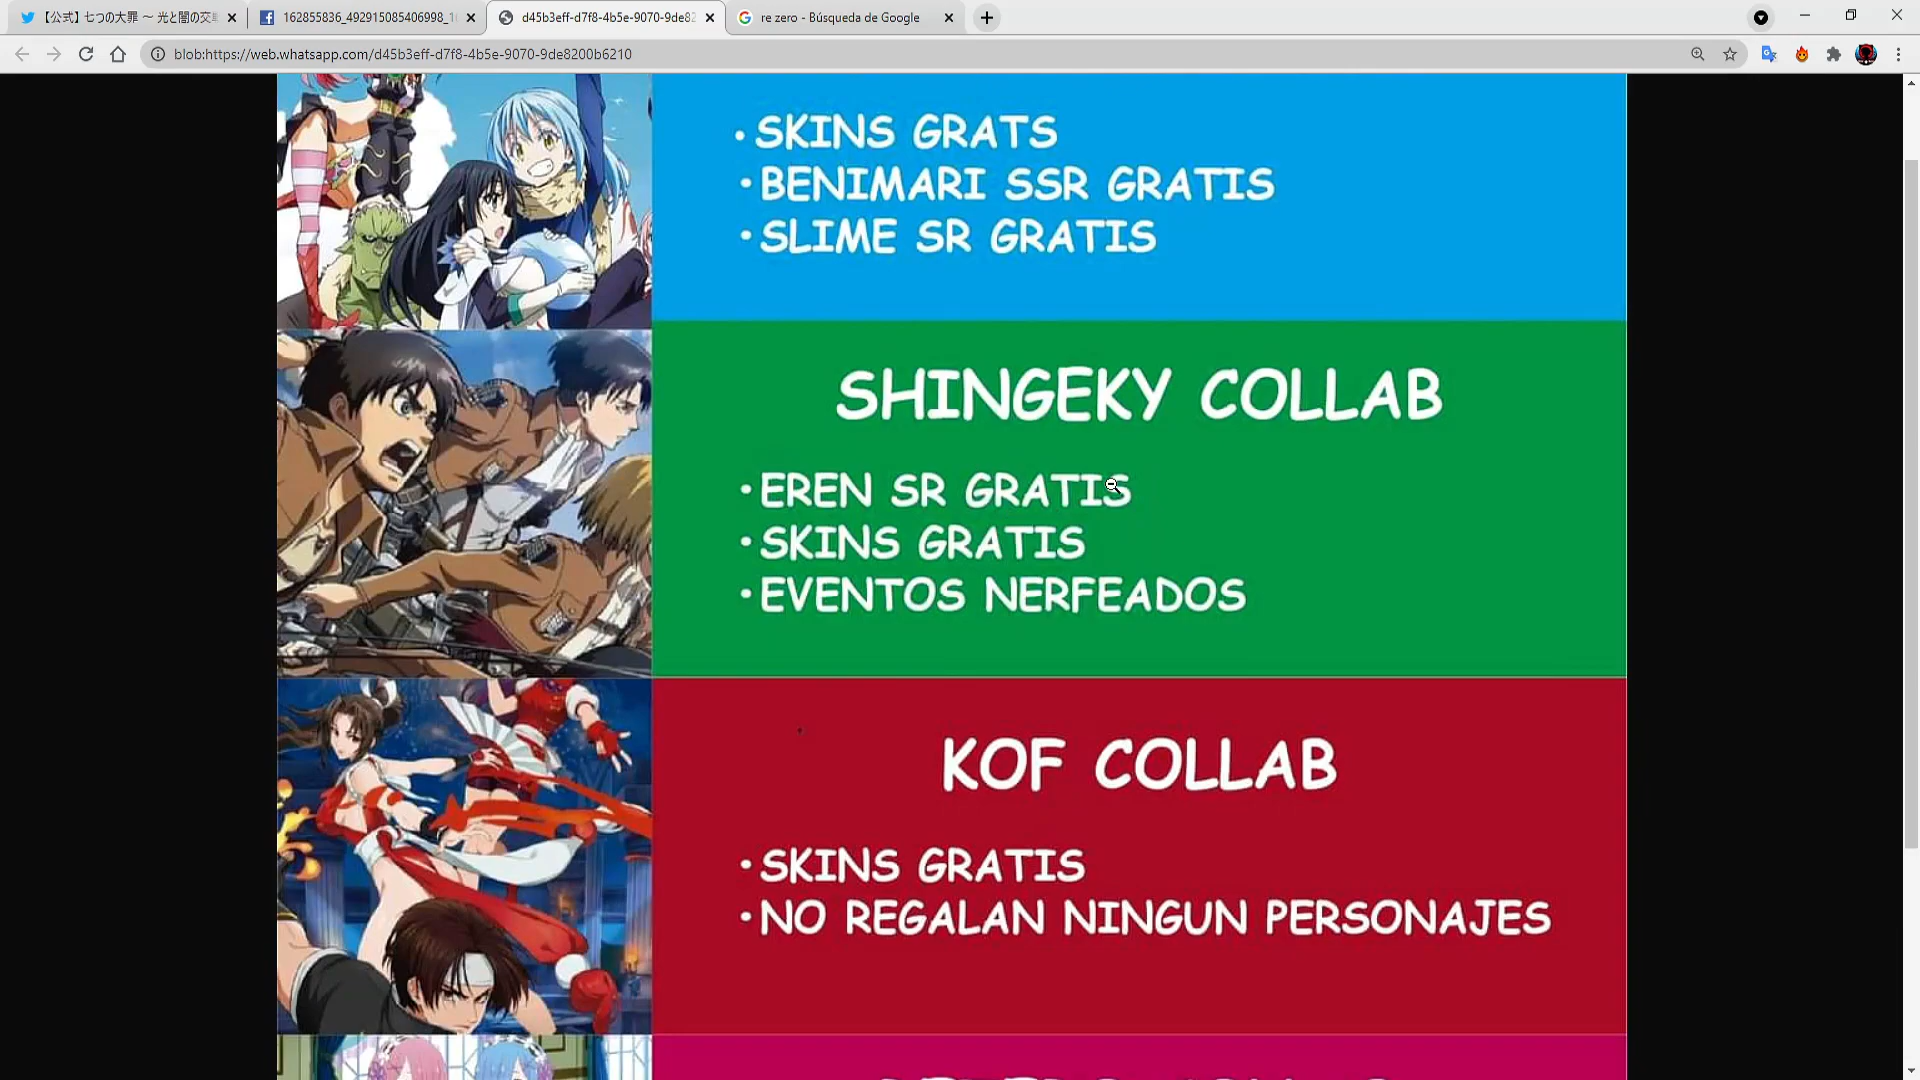 【公式】七つの大罪 ～ 光と闇の交
162855836_492915085406998_1
d45b3eff-d7f8-4b5e-9070-9de82
re zero - Búsqueda de Google
blob:https://web.whatsapp.com/d45b3eff-d7f8-4b5e-9070-9de8200b6210
• SKINS GRATS
• BENIMARI SSR GRATIS
• SLIME SR GRATIS
SHINGEKY COLLAB
• EREN SR GRATIS
• SKINS GRATIS
• EVENTOS NERFEADOS
KOF COLLAB
• SKINS GRATIS
• NO REGALAN NINGUN PERSONAJES